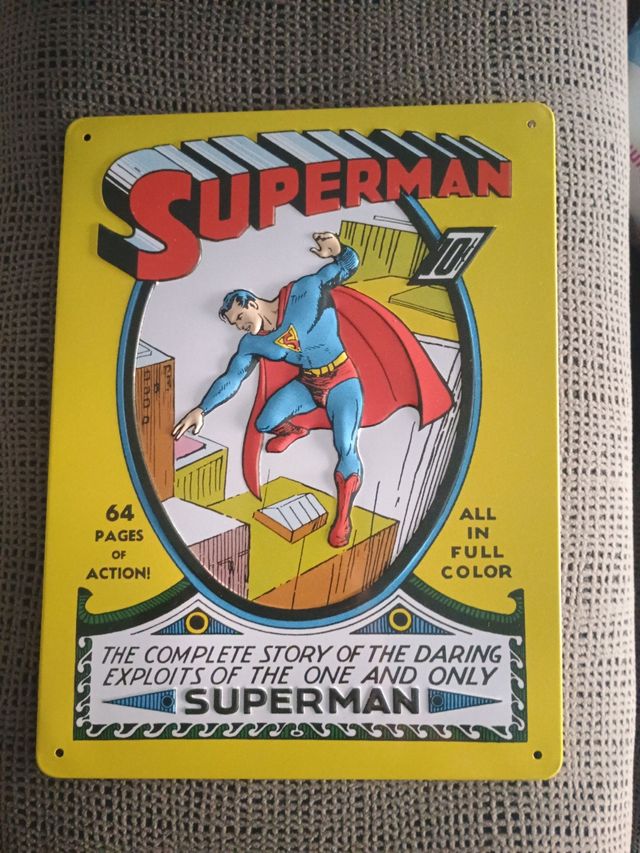 SUPERMAN
10¢
64
PAGES
OF
ACTION!
ALL
IN
FULL
COLOR
THE COMPLETE STORY OF THE DARING
EXPLOITS OF THE ONE AND ONLY
SUPERMAN